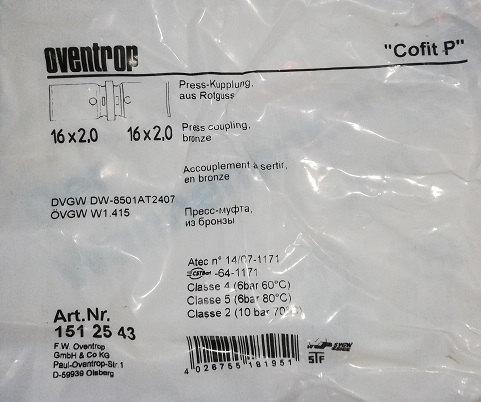 oventrop
"Cofit P"
Press-Kupplung,
aus Rotguss
16 x 2,0 16 x 2,0
Press coupling,
bronze
Accouplement à sertir,
en bronze
DVGW DW-8501AT2407
ÖVGW W1.415
Пресс-муфта,
из бронзы
Atec n° 14/07-1171
CSTBat -64-1171
Classe 4 (6bar 60°C)
Classe 5 (6bar 80°C)
Classe 2 (10 bar 70°C)
Art.Nr.
151 25 43
F.W. Oventrop
GmbH & Co KG
Paul-Oventrop-Str.1
D-59939 Olsberg
4 026755 181951
SVGW
STF